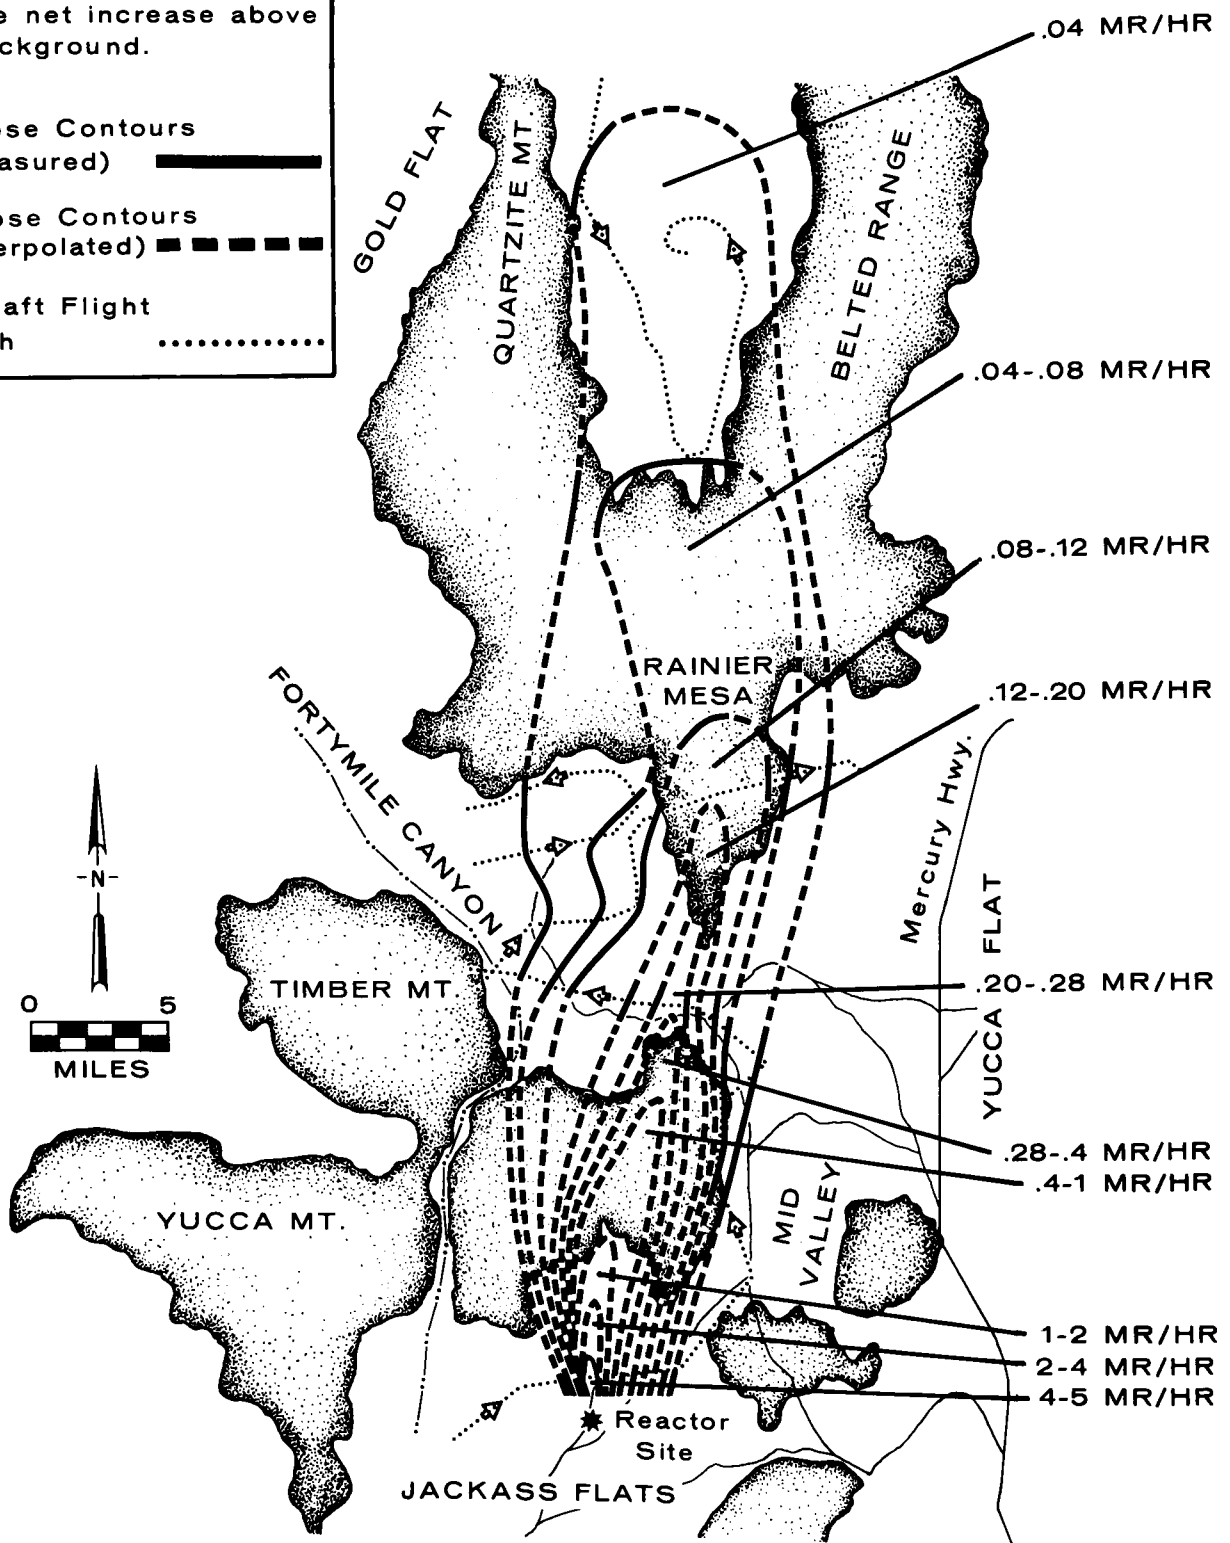 net increase above
ckground.
se Contours
asured)
se Contours
erpolated)
aft Flight
h
.04 MR/HR
GOLD FLAT
QUARTZITE MT.
BELTED RANGE
.04-.08 MR/HR
.08-.12 MR/HR
RAINIER
MESA
.12-.20 MR/HR
FORTYMILE CANYON
Mercury Hwy.
-N-
YUCCA FLAT
TIMBER MT.
.20-.28 MR/HR
0 5
MILES
.28-.4 MR/HR
.4-1 MR/HR
YUCCA MT.
MID
VALLEY
1-2 MR/HR
2-4 MR/HR
4-5 MR/HR
Reactor
Site
JACKASS FLATS